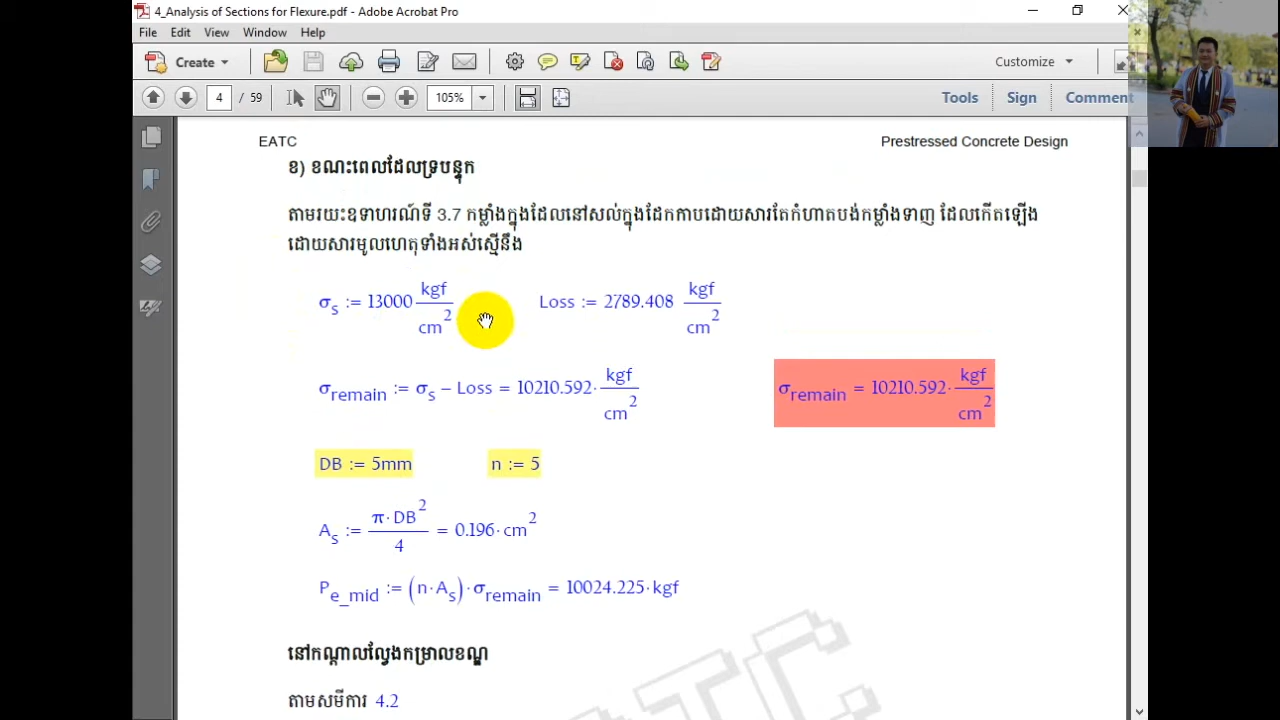 4_Analysis of Sections for Flexure.pdf - Adobe Acrobat Pro
File Edit View Window Help
Create Customize
4 / 59 105% Tools Sign Comment
EATC Prestressed Concrete Design
ខ) ខណះពេលដែលទ្របន្ទុក
តាមរយះឧទាហរណ៍ទី 3.7 កម្លាំងក្នុងដែលនៅសល់ក្នុងដែកកាបដោយសារតែកំហាតបង់កម្លាំងទាញ ដែលកើតឡើង
ដោយសារមូលហេតុទាំងអស់ស្មើនឹង
σs := 13000 kgf/cm² Loss := 2789.408 kgf/cm²
σremain := σs − Loss = 10210.592· kgf/cm² σremain = 10210.592· kgf/cm²
DB := 5mm n := 5
As := π·DB²/4 = 0.196·cm²
Pe_mid := (n·As)·σremain = 10024.225·kgf
នៅកណ្ដាលល្វែងកម្រាលខណ្ឌ
តាមសមីការ 4.2